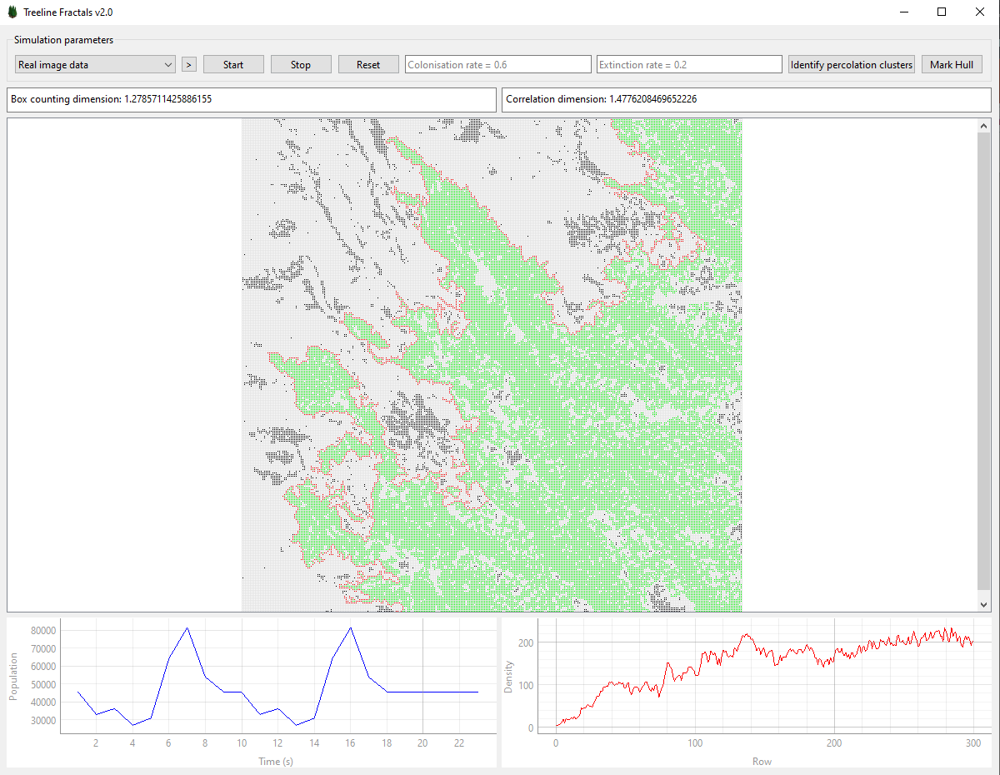 Treeline Fractals v2.0
Simulation parameters
Real image data > Start Stop Reset Colonisation rate = 0.6 Extinction rate = 0.2 Identify percolation clusters Mark Hull
Box counting dimension: 1.2785711425886155 Correlation dimension: 1.4776208469652226
80000
70000
60000
50000
40000
30000
Population
2 4 6 8 10 12 14 16 18 20 22
Time (s)
200
100
0
Density
0 100 200 300
Row